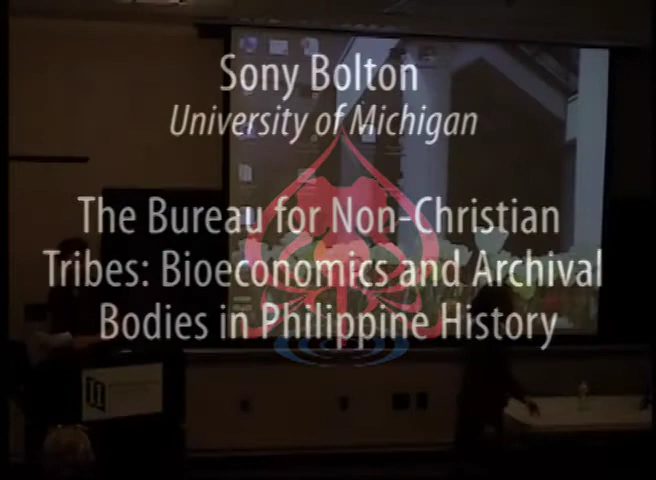 Sony Bolton
University of Michigan
The Bureau for Non-Christian
Tribes: Bioeconomics and Archival
Bodies in Philippine History